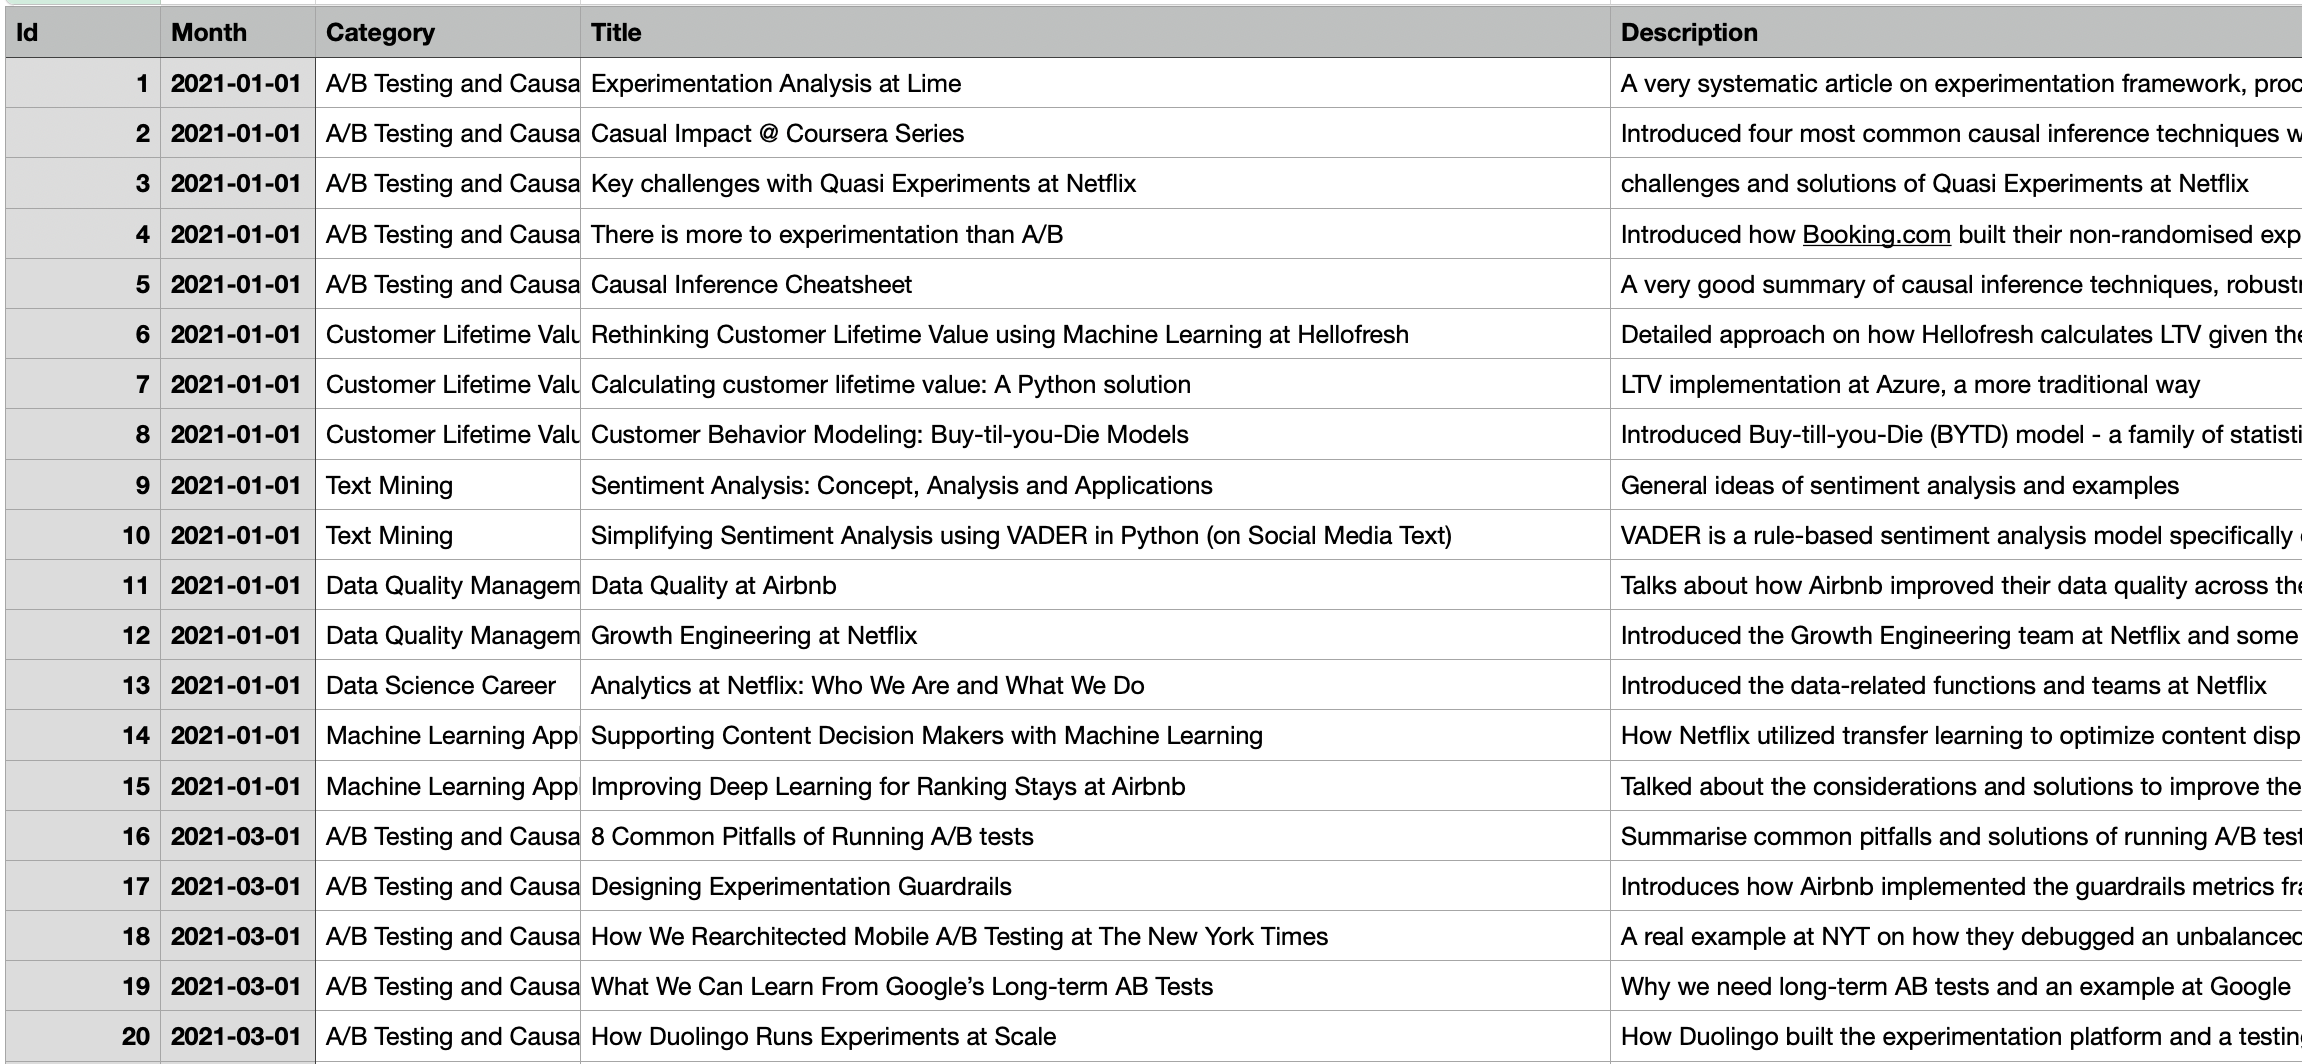 Id Month Category Title Description
1 2021-01-01 A/B Testing and Causa Experimentation Analysis at Lime A very systematic article on experimentation framework, proc
2 2021-01-01 A/B Testing and Causa Casual Impact @ Coursera Series Introduced four most common causal inference techniques w
3 2021-01-01 A/B Testing and Causa Key challenges with Quasi Experiments at Netflix challenges and solutions of Quasi Experiments at Netflix
4 2021-01-01 A/B Testing and Causa There is more to experimentation than A/B Introduced how Booking.com built their non-randomised exp
5 2021-01-01 A/B Testing and Causa Causal Inference Cheatsheet A very good summary of causal inference techniques, robustn
6 2021-01-01 Customer Lifetime Valu Rethinking Customer Lifetime Value using Machine Learning at Hellofresh Detailed approach on how Hellofresh calculates LTV given the
7 2021-01-01 Customer Lifetime Valu Calculating customer lifetime value: A Python solution LTV implementation at Azure, a more traditional way
8 2021-01-01 Customer Lifetime Valu Customer Behavior Modeling: Buy-til-you-Die Models Introduced Buy-till-you-Die (BYTD) model - a family of statisti
9 2021-01-01 Text Mining Sentiment Analysis: Concept, Analysis and Applications General ideas of sentiment analysis and examples
10 2021-01-01 Text Mining Simplifying Sentiment Analysis using VADER in Python (on Social Media Text) VADER is a rule-based sentiment analysis model specifically
11 2021-01-01 Data Quality Managem Data Quality at Airbnb Talks about how Airbnb improved their data quality across the
12 2021-01-01 Data Quality Managem Growth Engineering at Netflix Introduced the Growth Engineering team at Netflix and some
13 2021-01-01 Data Science Career Analytics at Netflix: Who We Are and What We Do Introduced the data-related functions and teams at Netflix
14 2021-01-01 Machine Learning Appl Supporting Content Decision Makers with Machine Learning How Netflix utilized transfer learning to optimize content disp
15 2021-01-01 Machine Learning Appl Improving Deep Learning for Ranking Stays at Airbnb Talked about the considerations and solutions to improve the
16 2021-03-01 A/B Testing and Causa 8 Common Pitfalls of Running A/B tests Summarise common pitfalls and solutions of running A/B test
17 2021-03-01 A/B Testing and Causa Designing Experimentation Guardrails Introduces how Airbnb implemented the guardrails metrics fra
18 2021-03-01 A/B Testing and Causa How We Rearchitected Mobile A/B Testing at The New York Times A real example at NYT on how they debugged an unbalanced
19 2021-03-01 A/B Testing and Causa What We Can Learn From Google’s Long-term AB Tests Why we need long-term AB tests and an example at Google
20 2021-03-01 A/B Testing and Causa How Duolingo Runs Experiments at Scale How Duolingo built the experimentation platform and a testing